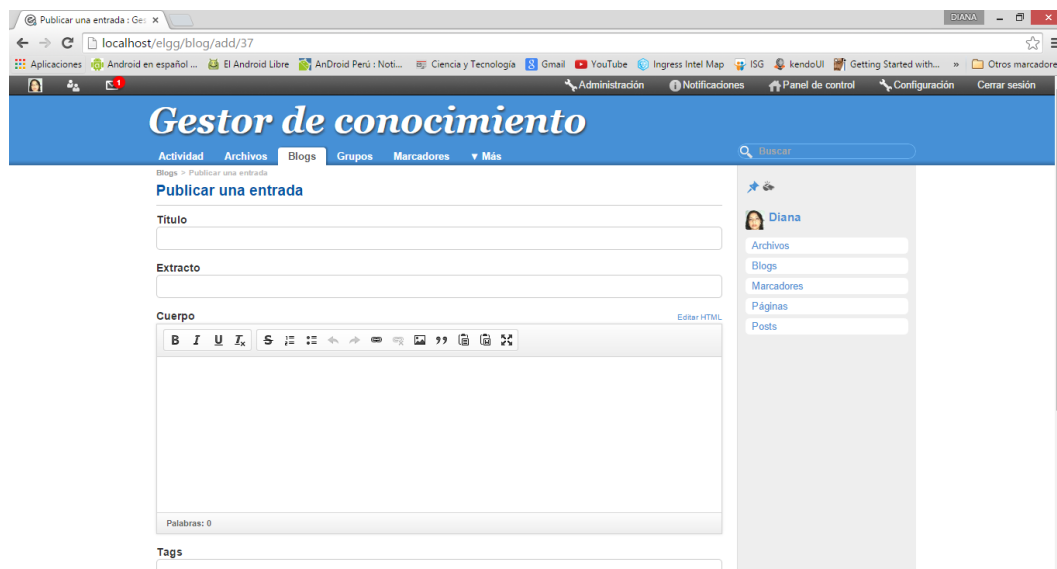 Publicar una entrada : Ges
DIANA
localhost/elgg/blog/add/37
Aplicaciones Android en español ... El Android Libre AnDroid Perú : Noti... Ciencia y Tecnología Gmail YouTube Ingress Intel Map ISG kendoUI Getting Started with... » Otros marcadore
1 Administración Notificaciones Panel de control Configuración Cerrar sesión
Gestor de conocimiento
Actividad Archivos Blogs Grupos Marcadores ▼ Más Buscar
Blogs > Publicar una entrada
Publicar una entrada
Título
Extracto
Cuerpo Editar HTML
B I U Tx S
Palabras: 0
Tags
Diana
Archivos
Blogs
Marcadores
Páginas
Posts